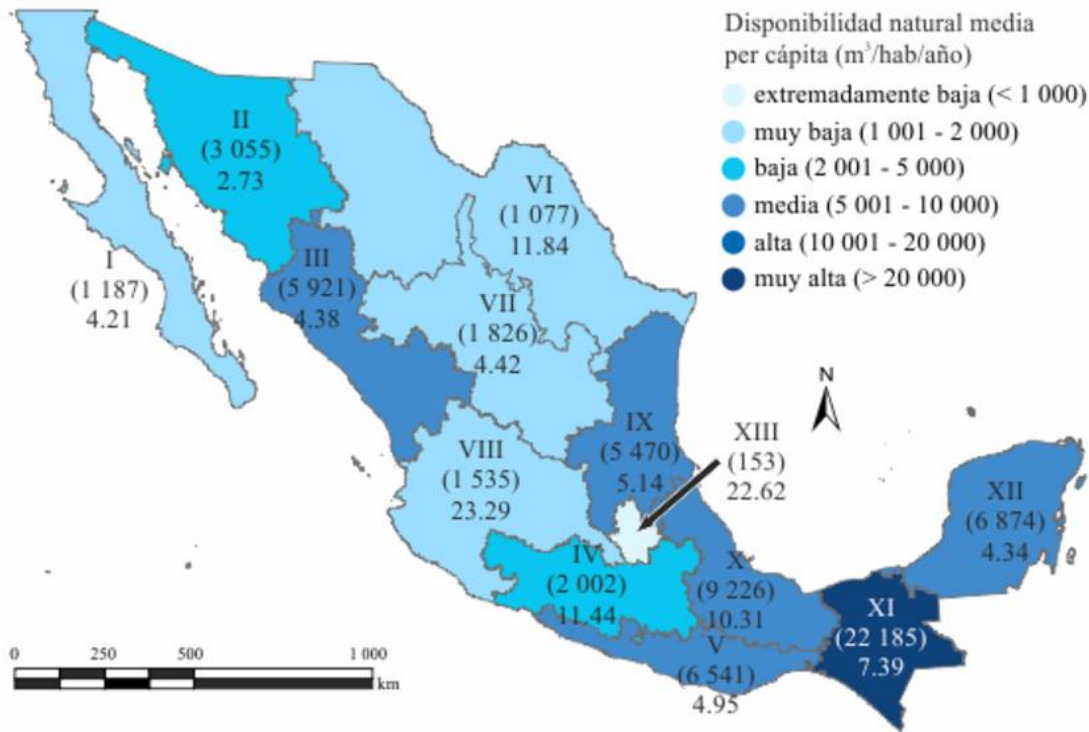 Disponibilidad natural media
per cápita (m³/hab/año)
extremadamente baja (< 1 000)
muy baja (1 001 - 2 000)
baja (2 001 - 5 000)
media (5 001 - 10 000)
alta (10 001 - 20 000)
muy alta (> 20 000)
II
(3 055)
2.73
VI
(1 077)
11.84
I
(1 187)
4.21
III
(5 921)
4.38
VII
(1 826)
4.42
N
VIII
(1 535)
23.29
IX
(5 470)
5.14
XIII
(153)
22.62
XII
(6 874)
4.34
IV
(2 002)
11.44
X
(9 226)
10.31
XI
(22 185)
7.39
V
(6 541)
4.95
0 250 500 1 000
km